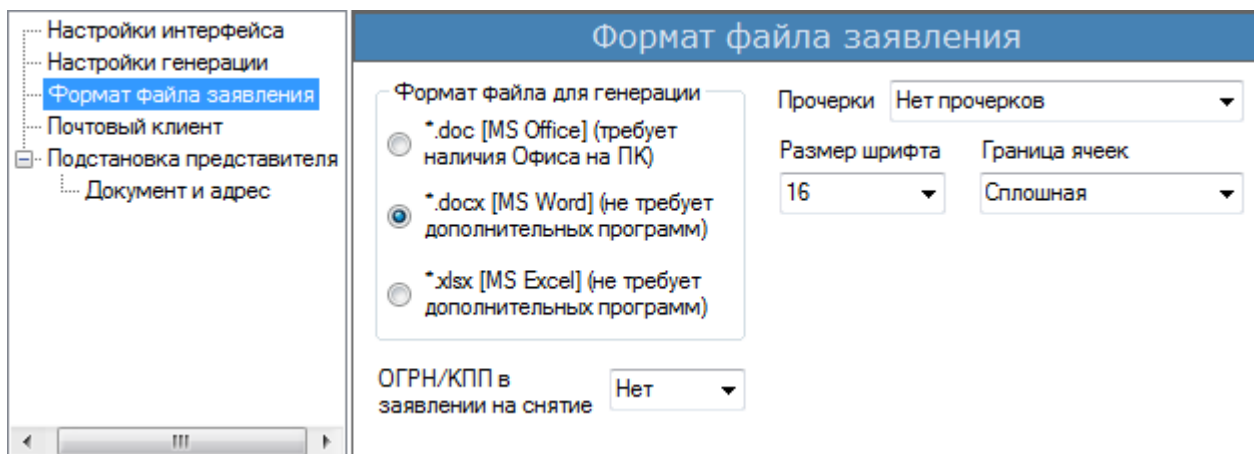 Настройки интерфейса
Настройки генерации
Формат файла заявления
Почтовый клиент
Подстановка представителя
Документ и адрес
Формат файла заявления
Формат файла для генерации
*.doc [MS Office] (требует
наличия Офиса на ПК)
*.docx [MS Word] (не требует
дополнительных программ)
*.xlsx [MS Excel] (не требует
дополнительных программ)
ОГРН/КПП в
заявлении на снятие
Нет
Прочерки Нет прочерков
Размер шрифта Граница ячеек
16 Сплошная